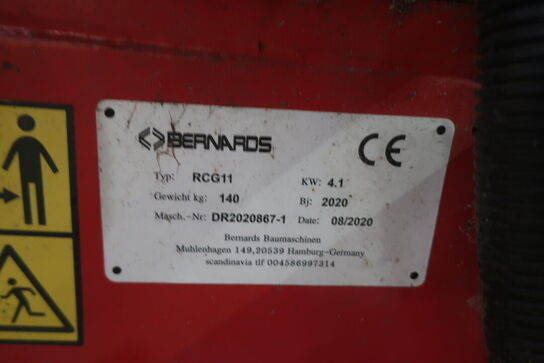 BERNARDS CE
Typ: RCG11 KW: 4.1
Gewicht kg: 140 Bj: 2020
Masch.-Nr: DR2020867-1 Date: 08/2020
Bernards Baumaschinen
Muhlenhagen 149,20539 Hamburg-Germany
scandinavia tlf 004586997314